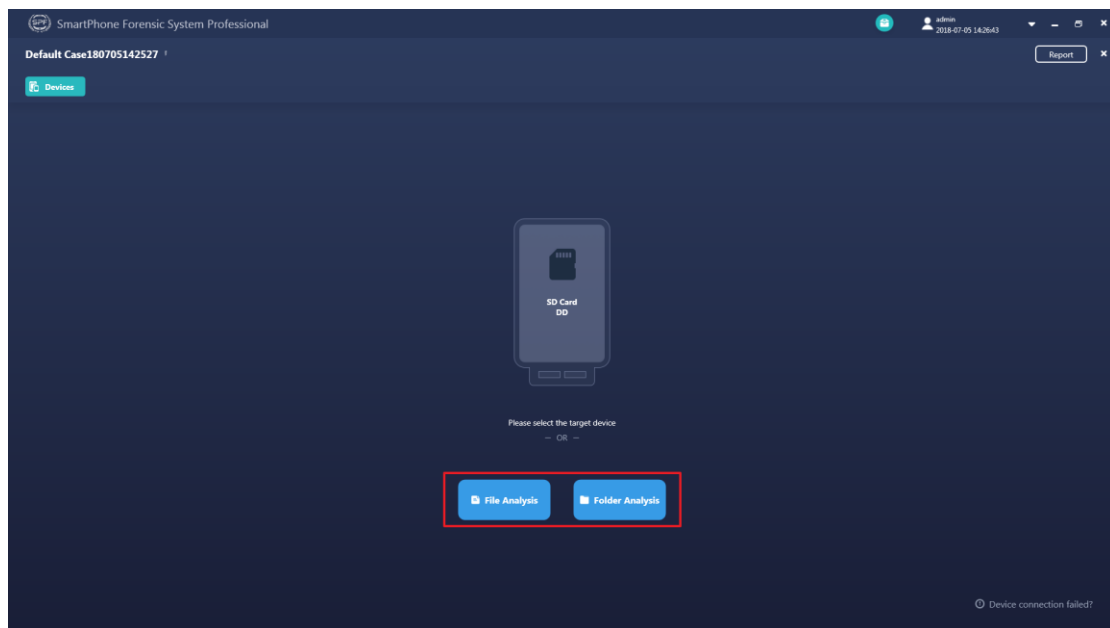 SPF
SmartPhone Forensic System Professional
admin
2018-07-05 14:26:43
Default Case180705142527
Report
Devices
SD Card
DD
Please select the target device
— OR —
File Analysis
Folder Analysis
Device connection failed?